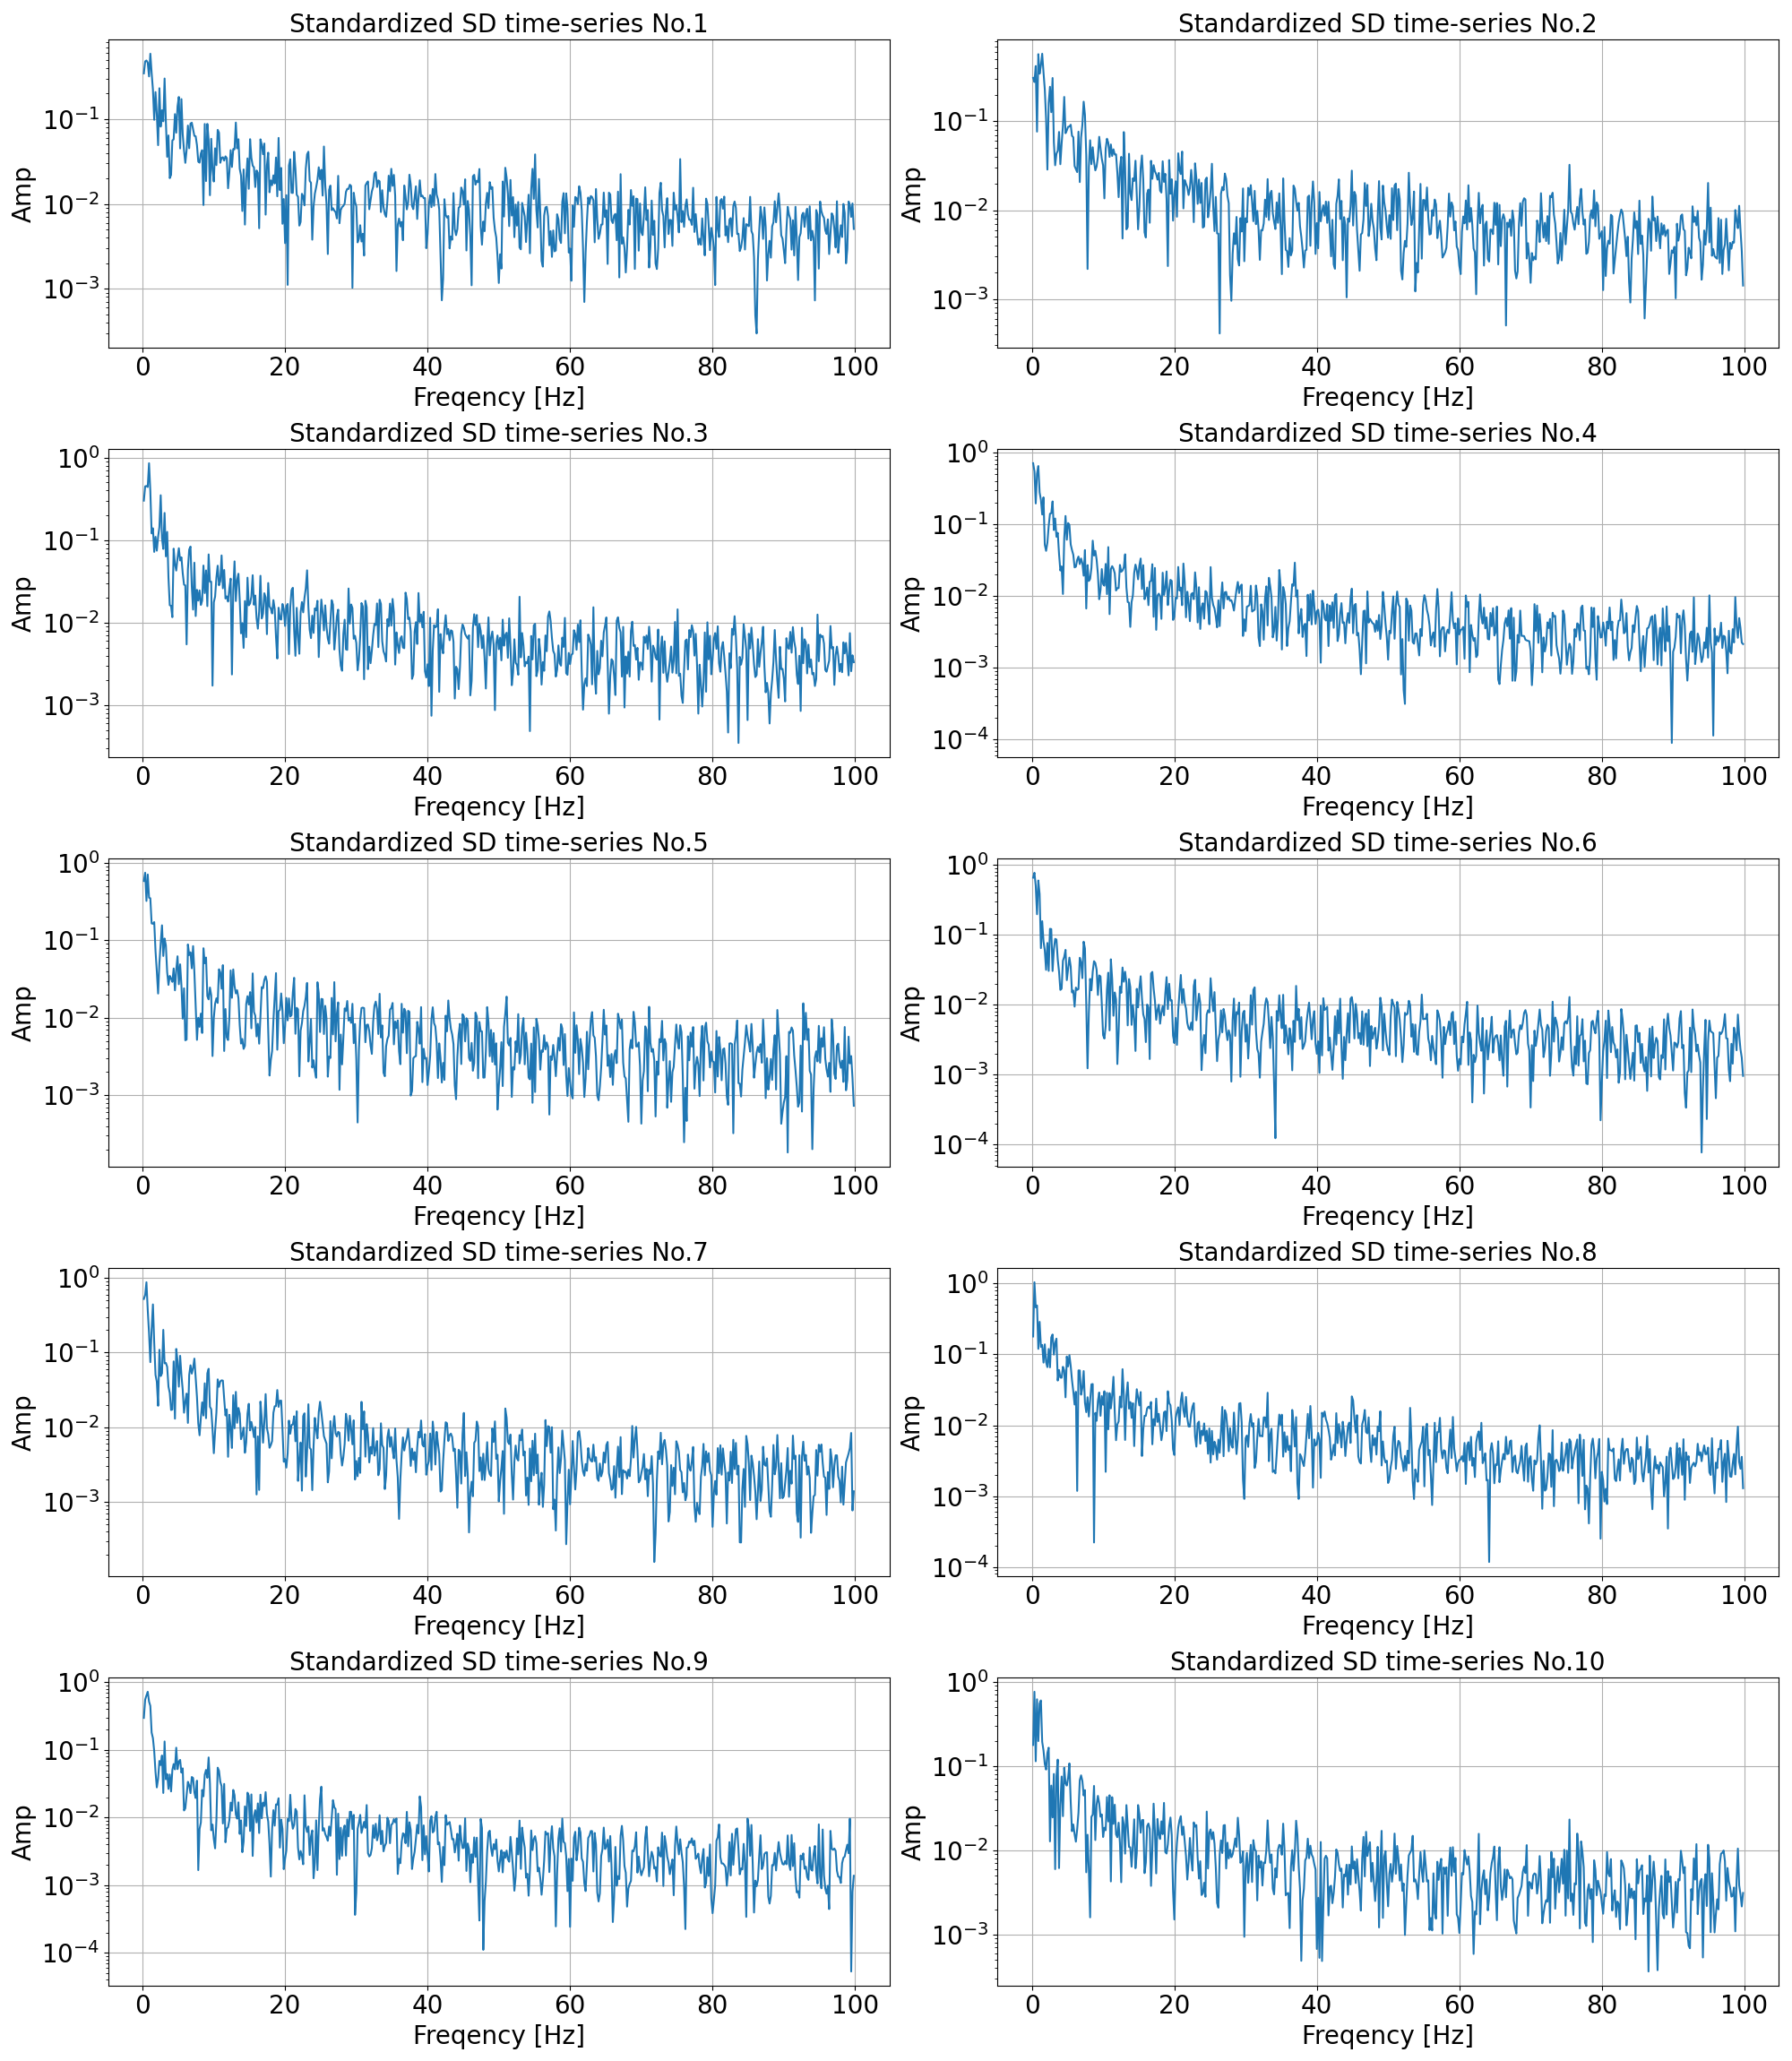 Standardized SD time-series No.1
Amp
10⁻¹
10⁻²
10⁻³
0 20 40 60 80 100
Freqency [Hz]
Standardized SD time-series No.2
Amp
10⁻¹
10⁻²
10⁻³
0 20 40 60 80 100
Freqency [Hz]
Standardized SD time-series No.3
Amp
10⁰
10⁻¹
10⁻²
10⁻³
0 20 40 60 80 100
Freqency [Hz]
Standardized SD time-series No.4
Amp
10⁰
10⁻¹
10⁻²
10⁻³
10⁻⁴
0 20 40 60 80 100
Freqency [Hz]
Standardized SD time-series No.5
Amp
10⁰
10⁻¹
10⁻²
10⁻³
0 20 40 60 80 100
Freqency [Hz]
Standardized SD time-series No.6
Amp
10⁰
10⁻¹
10⁻²
10⁻³
10⁻⁴
0 20 40 60 80 100
Freqency [Hz]
Standardized SD time-series No.7
Amp
10⁰
10⁻¹
10⁻²
10⁻³
0 20 40 60 80 100
Freqency [Hz]
Standardized SD time-series No.8
Amp
10⁰
10⁻¹
10⁻²
10⁻³
10⁻⁴
0 20 40 60 80 100
Freqency [Hz]
Standardized SD time-series No.9
Amp
10⁰
10⁻¹
10⁻²
10⁻³
10⁻⁴
0 20 40 60 80 100
Freqency [Hz]
Standardized SD time-series No.10
Amp
10⁰
10⁻¹
10⁻²
10⁻³
0 20 40 60 80 100
Freqency [Hz]